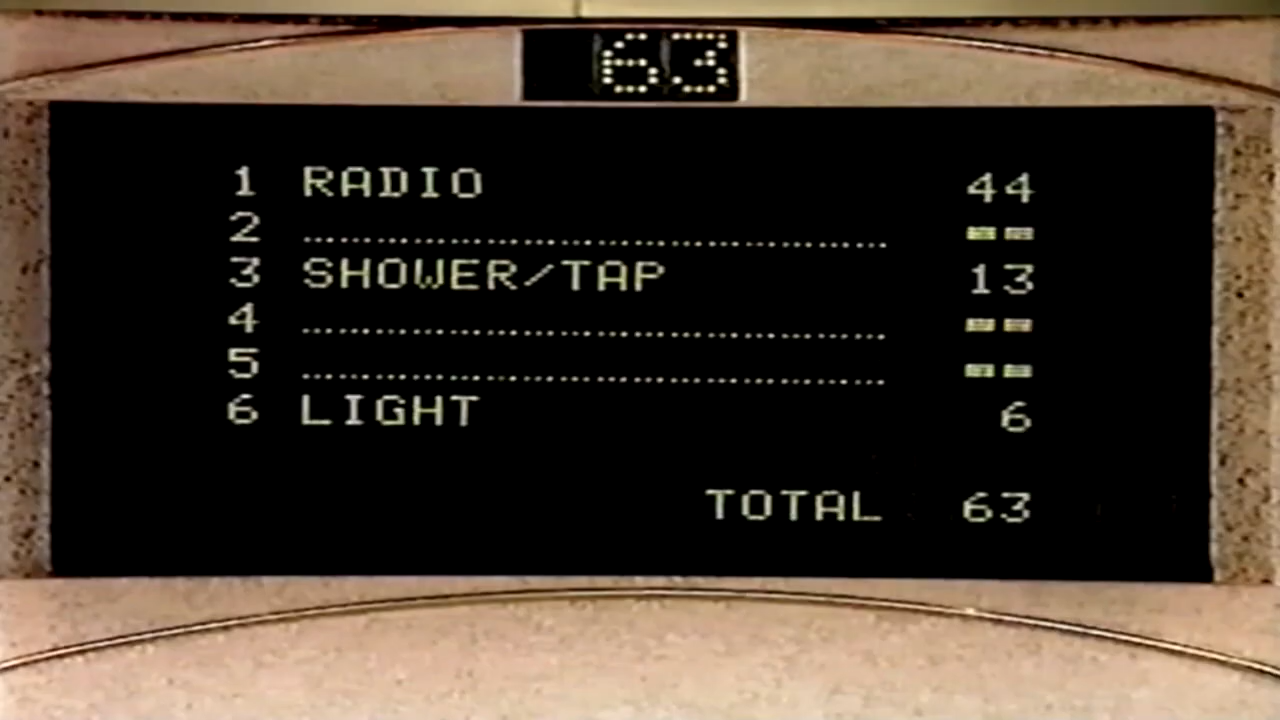 63
1 RADIO 44
2 ............................................... --
3 SHOWER/TAP 13
4 ............................................... --
5 ............................................... --
6 LIGHT 6
TOTAL 63